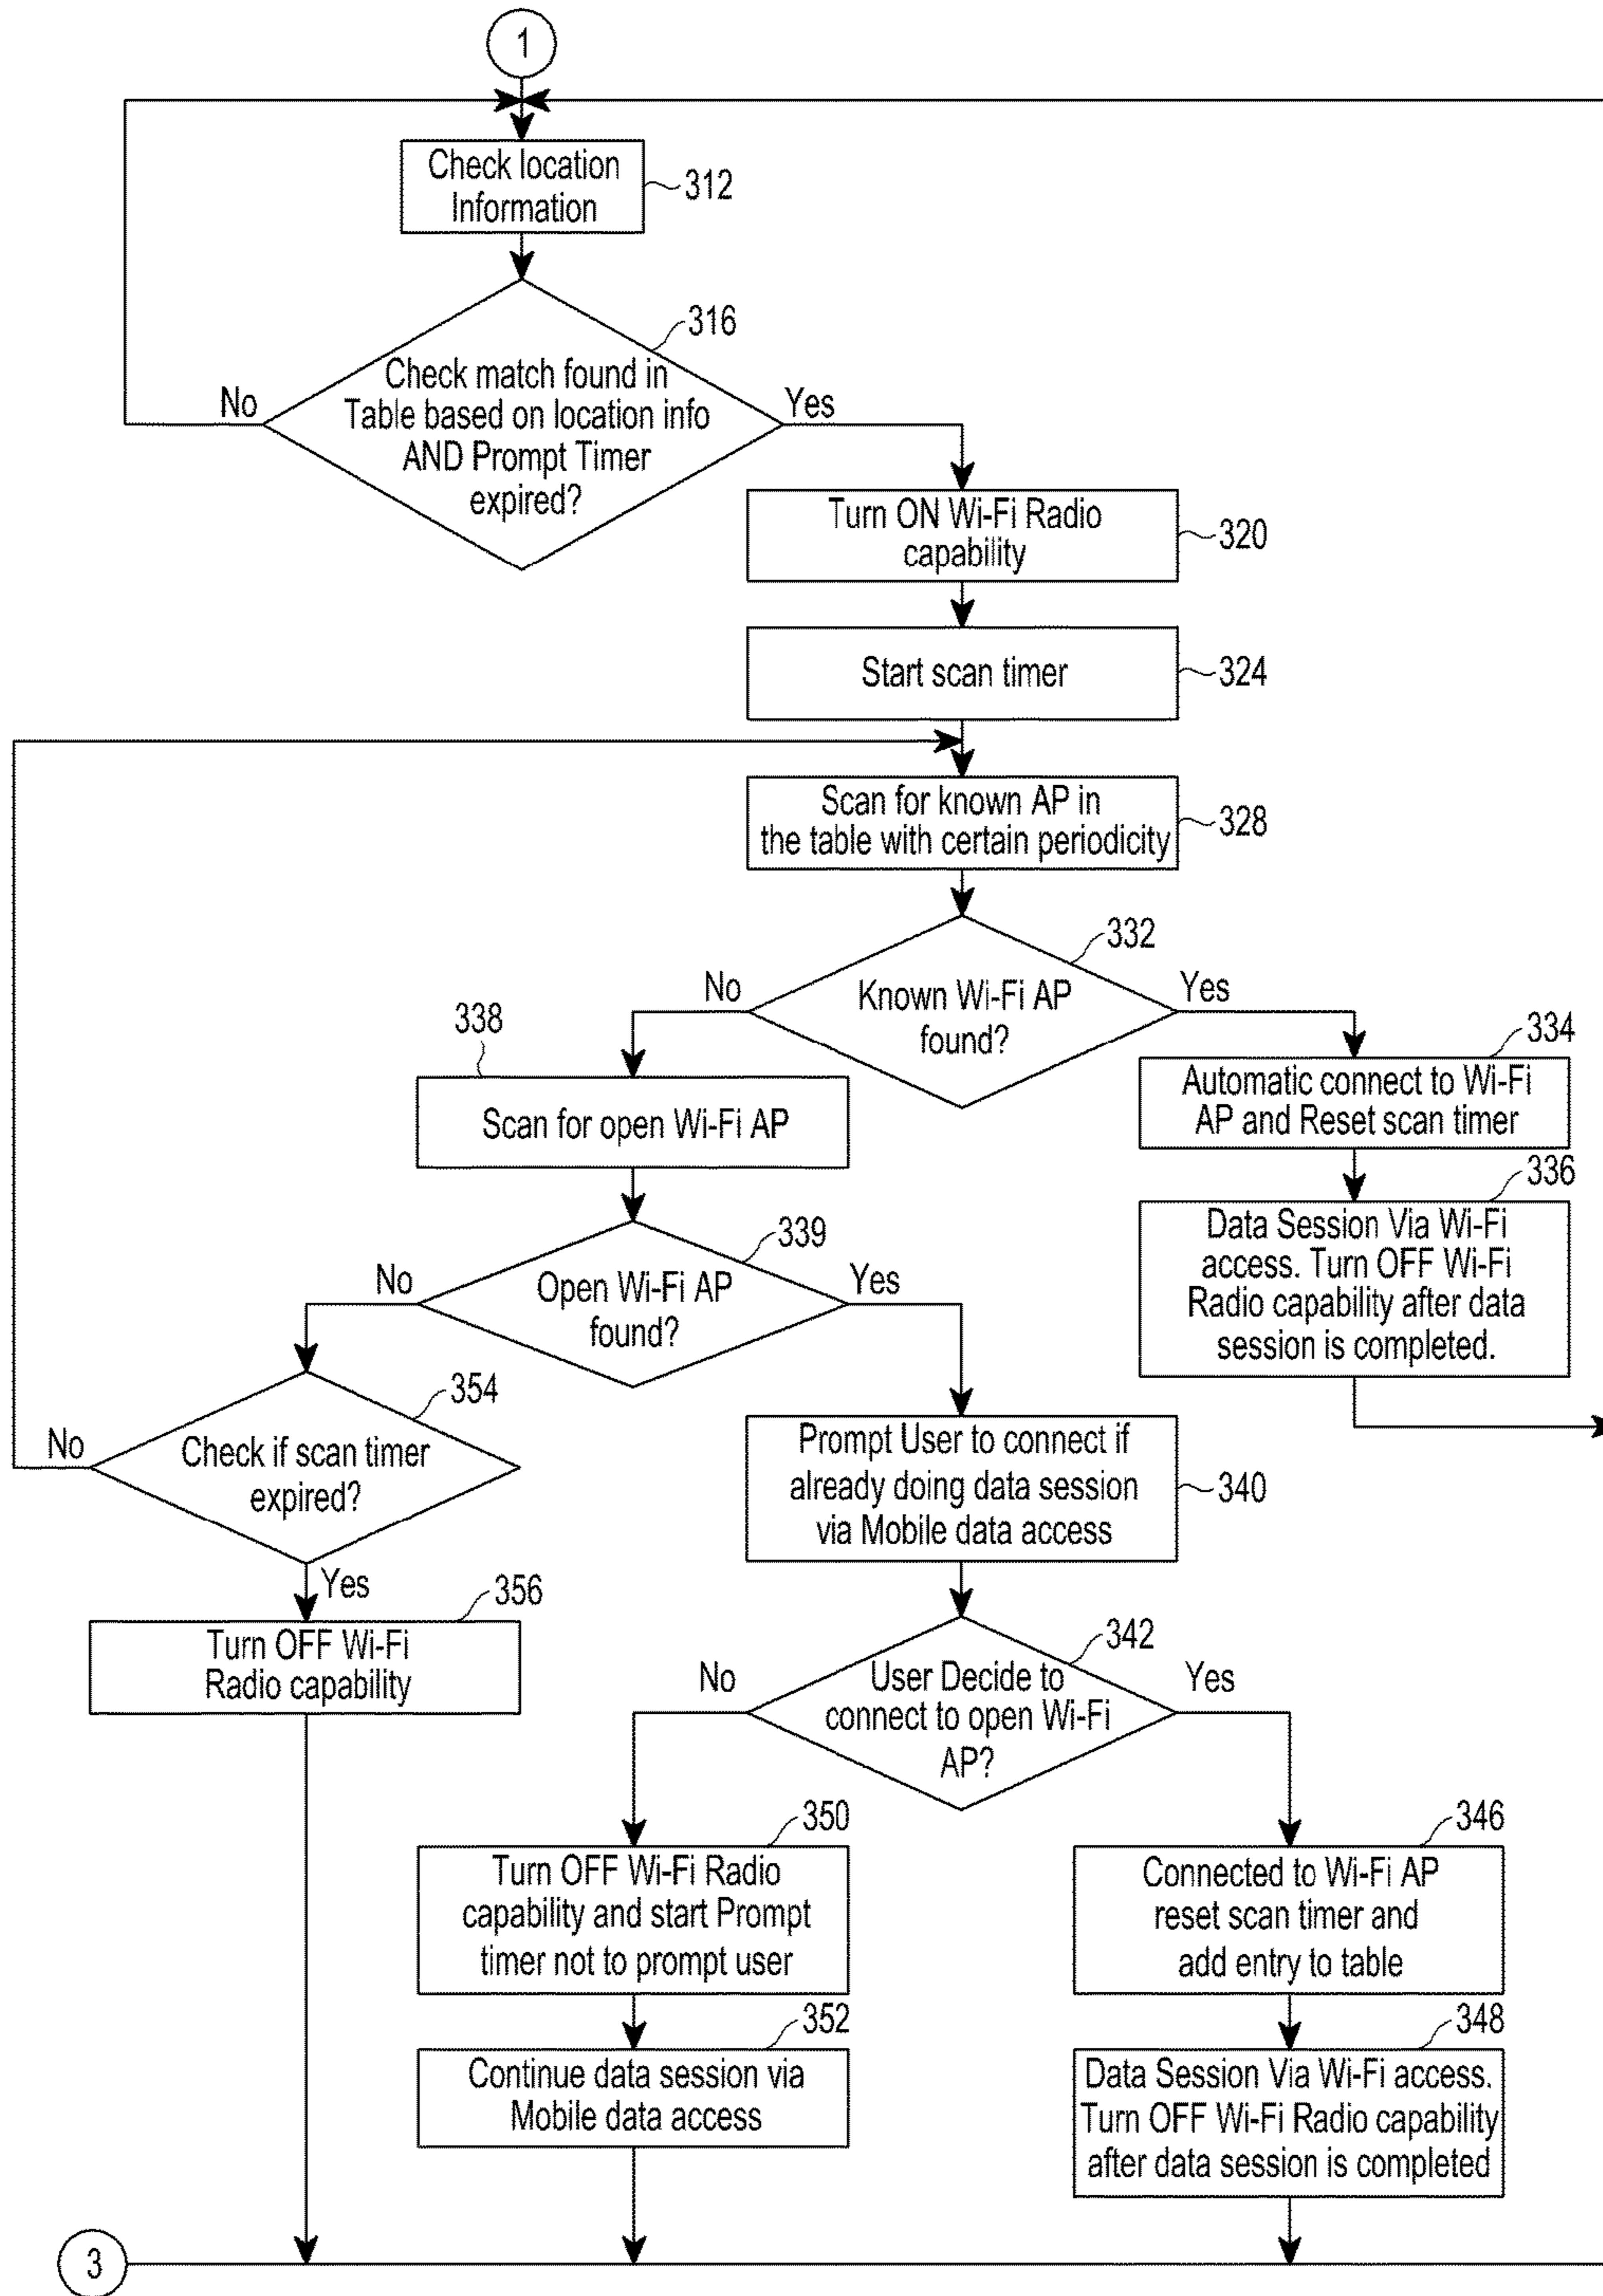 1
Check location
Information
312
316
Check match found in
Table based on location info
AND Prompt Timer
expired?
No
Yes
Turn ON Wi-Fi Radio
capability
320
Start scan timer
324
Scan for known AP in
the table with certain periodicity
328
332
Known Wi-Fi AP
found?
No
Yes
338
Scan for open Wi-Fi AP
334
Automatic connect to Wi-Fi
AP and Reset scan timer
336
Data Session Via Wi-Fi
access. Turn OFF Wi-Fi
Radio capability after data
session is completed.
339
Open Wi-Fi AP
found?
No
Yes
354
Check if scan timer
expired?
No
Yes
Prompt User to connect if
already doing data session
via Mobile data access
340
356
Turn OFF Wi-Fi
Radio capability
342
User Decide to
connect to open Wi-Fi
AP?
No
Yes
350
Turn OFF Wi-Fi Radio
capability and start Prompt
timer not to prompt user
346
Connected to Wi-Fi AP
reset scan timer and
add entry to table
352
Continue data session via
Mobile data access
348
Data Session Via Wi-Fi access.
Turn OFF Wi-Fi Radio capability
after data session is completed
3